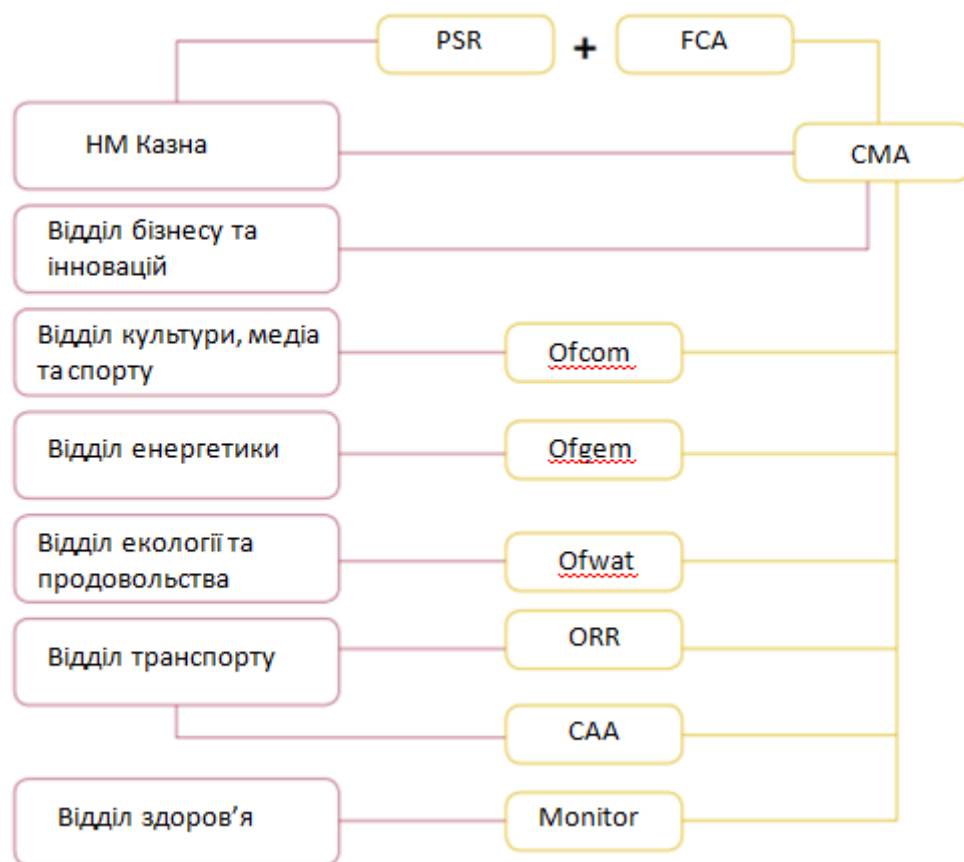 PSR + FCA
НМ Казна
CMA
Відділ бізнесу та
інновацій
Відділ культури, медіа
та спорту
Ofcom
Відділ енергетики
Ofgem
Відділ екології та
продовольства
Ofwat
Відділ транспорту
ORR
CAA
Відділ здоров’я
Monitor